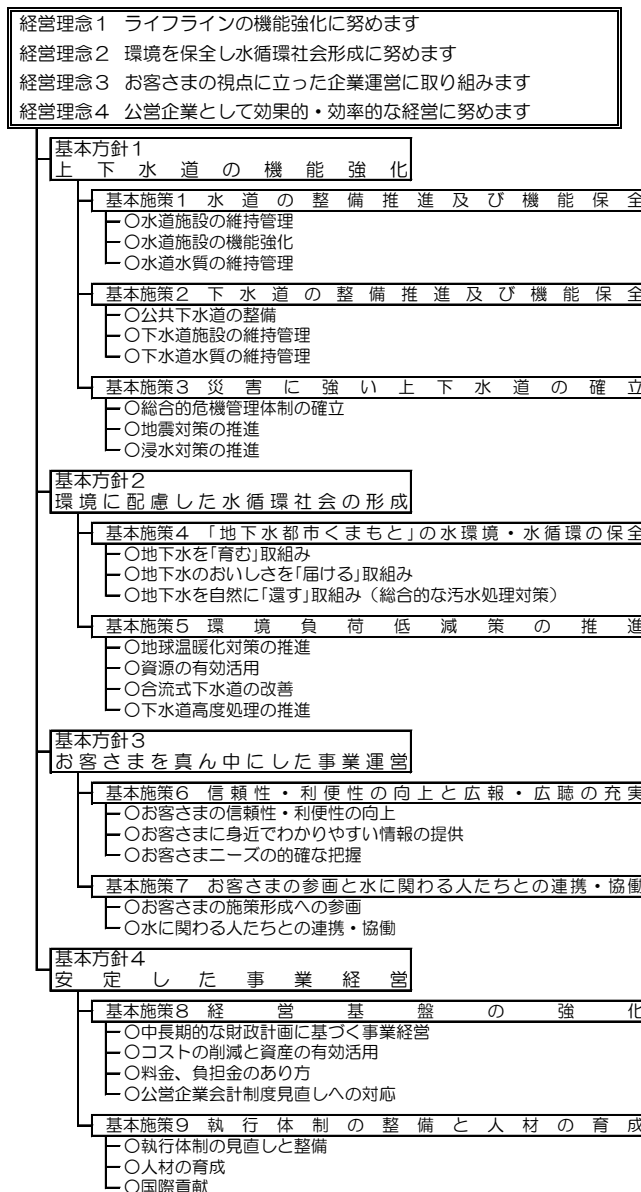 経営理念1 ライフラインの機能強化に努めます
経営理念2 環境を保全し水循環社会形成に努めます
経営理念3 お客さまの視点に立った企業運営に取り組みます
経営理念4 公営企業として効果的・効率的な経営に努めます
基本方針1
上下水道の機能強化
基本施策1 水道の整備推進及び機能保全
○水道施設の維持管理
○水道施設の機能強化
○水道水質の維持管理
基本施策2 下水道の整備推進及び機能保全
○公共下水道の整備
○下水道施設の維持管理
○下水道水質の維持管理
基本施策3 災害に強い上下水道の確立
○総合的危機管理体制の確立
○地震対策の推進
○浸水対策の推進
基本方針2
環境に配慮した水循環社会の形成
基本施策4 「地下水都市くまもと」の水環境・水循環の保全
○地下水を「育む」取組み
○地下水のおいしさを「届ける」取組み
○地下水を自然に「還す」取組み（総合的な汚水処理対策）
基本施策5 環境負荷低減策の推進
○地球温暖化対策の推進
○資源の有効活用
○合流式下水道の改善
○下水道高度処理の推進
基本方針3
お客さまを真ん中にした事業運営
基本施策6 信頼性・利便性の向上と広報・広聴の充実
○お客さまの信頼性・利便性の向上
○お客さまに身近でわかりやすい情報の提供
○お客さまニーズの的確な把握
基本施策7 お客さまの参画と水に関わる人たちとの連携・協働
○お客さまの施策形成への参画
○水に関わる人たちとの連携・協働
基本方針4
安定した事業経営
基本施策8 経営基盤の強化
○中長期的な財政計画に基づく事業経営
○コストの削減と資産の有効活用
○料金、負担金のあり方
○公営企業会計制度見直しへの対応
基本施策9 執行体制の整備と人材の育成
○執行体制の見直しと整備
○人材の育成
○国際貢献